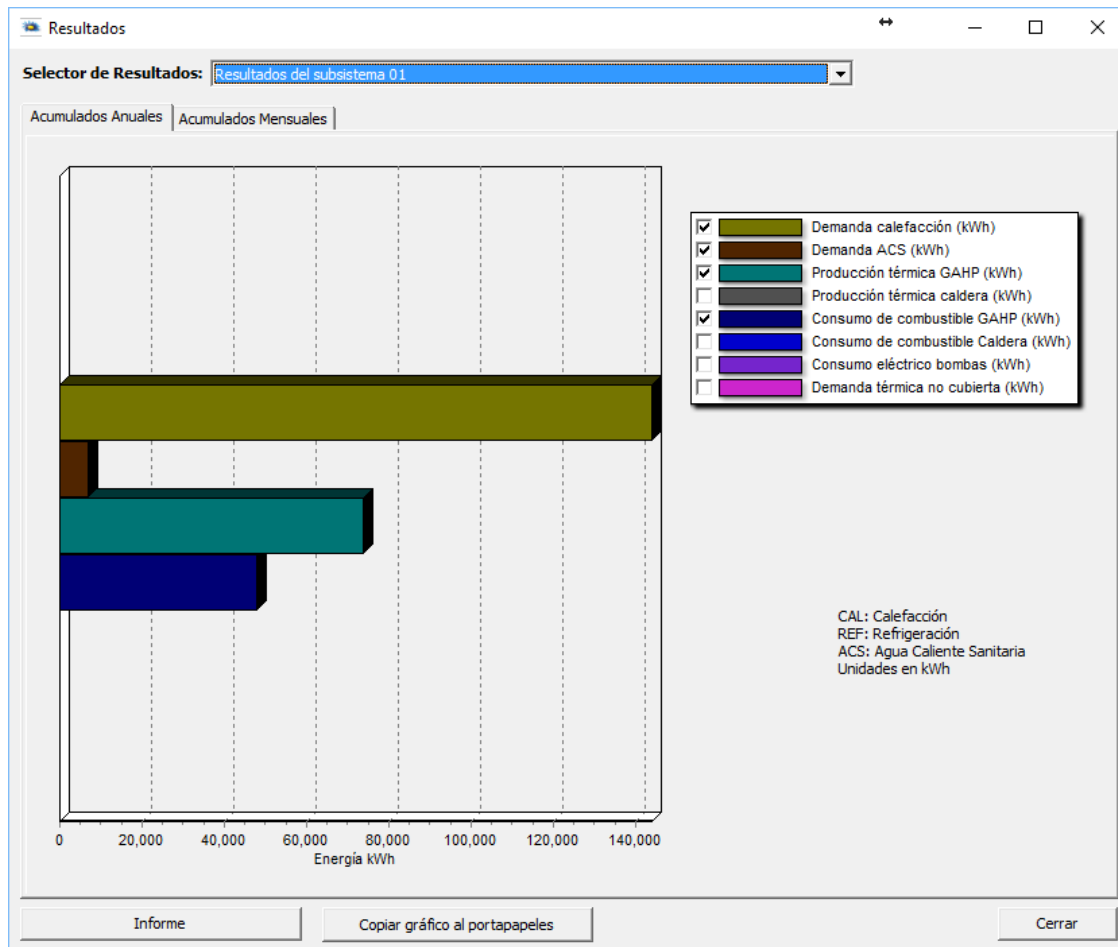 Resultados
Selector de Resultados: Resultados del subsistema 01
Acumulados Anuales Acumulados Mensuales
Demanda calefacción (kWh)
Demanda ACS (kWh)
Producción térmica GAHP (kWh)
Producción térmica caldera (kWh)
Consumo de combustible GAHP (kWh)
Consumo de combustible Caldera (kWh)
Consumo eléctrico bombas (kWh)
Demanda térmica no cubierta (kWh)
CAL: Calefacción
REF: Refrigeración
ACS: Agua Caliente Sanitaria
Unidades en kWh
0 20,000 40,000 60,000 80,000 100,000 120,000 140,000
Energía kWh
Informe Copiar gráfico al portapapeles Cerrar